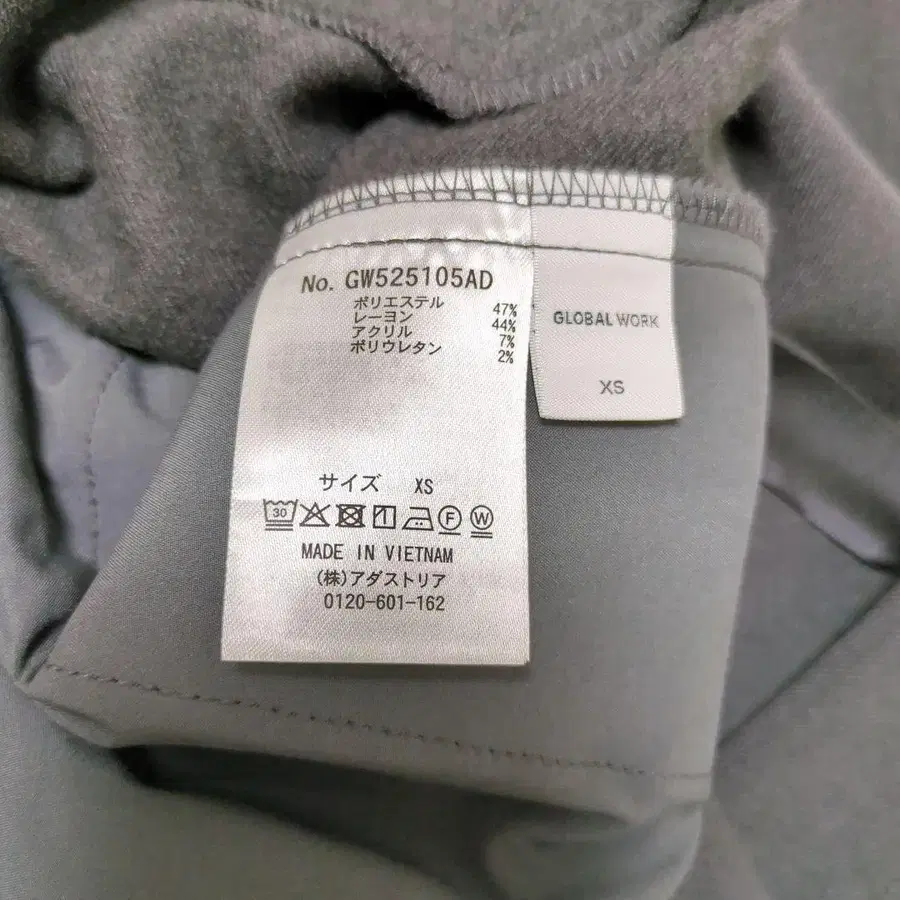 No. GW525105AD
ポリエステル 47%
レーヨン 44%
アクリル 7%
ポリウレタン 2%
サイズ XS
30 F W
MADE IN VIETNAM
(株)アダストリア
0120-601-162
GLOBAL WORK
XS